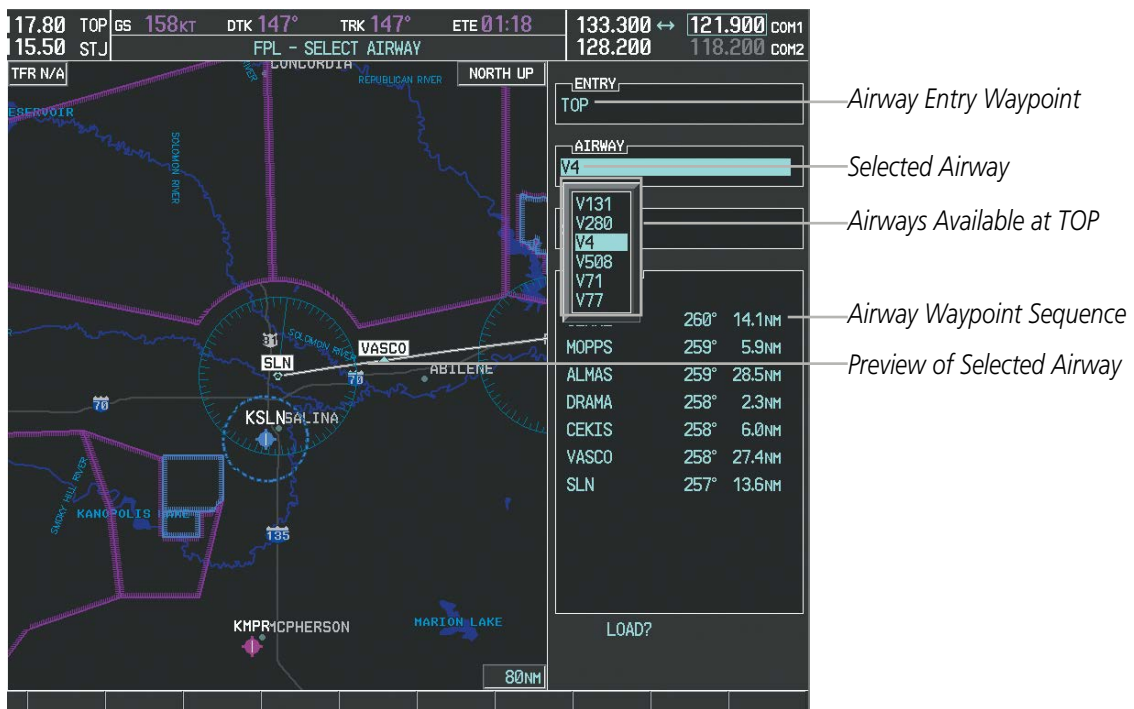 117.80 TOP GS 158KT DTK 147° TRK 147° ETE 01:18 133.300 ↔ 121.900 COM1
115.50 STJ FPL – SELECT AIRWAY 128.200 118.200 COM2
TFR N/A
NORTH UP
CONCORDIA
REPUBLICAN RIVER
SOLOMON RIVER
81
SOLOMON RIVER
VASCO
SLN
70
ABILENE
70
KSLN SALINA
SMOKY HILL RIVER
KANOPOLIS
135
KMPR MCPHERSON
MARION LAKE
80NM
ENTRY
TOP
AIRWAY
V4
V131
V280
V4
V508
V71
V77
260° 14.1NM
MOPPS 259° 5.9NM
ALMAS 259° 28.5NM
DRAMA 258° 2.3NM
CEKIS 258° 6.0NM
VASCO 258° 27.4NM
SLN 257° 13.6NM
LOAD?
Airway Entry Waypoint
Selected Airway
Airways Available at TOP
Airway Waypoint Sequence
Preview of Selected Airway